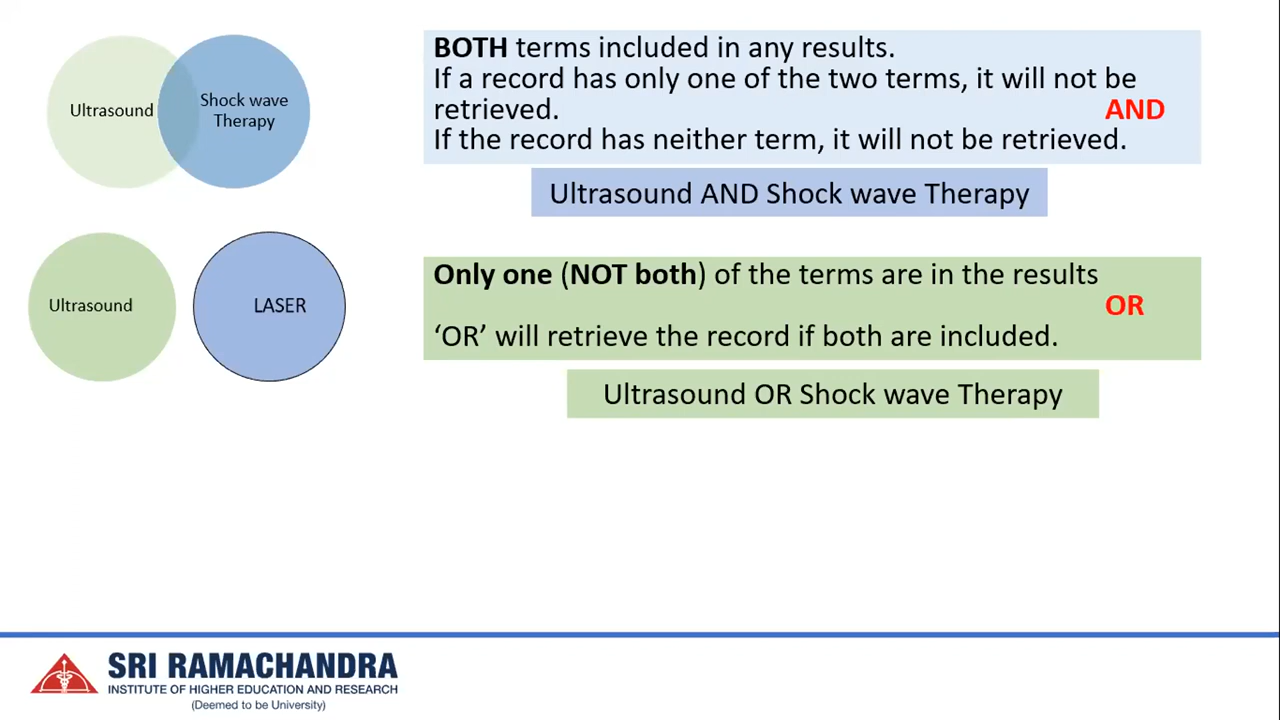 Ultrasound
Shock wave
Therapy
BOTH terms included in any results.
If a record has only one of the two terms, it will not be
retrieved.
AND
If the record has neither term, it will not be retrieved.
Ultrasound AND Shock wave Therapy
Ultrasound
LASER
Only one (NOT both) of the terms are in the results
OR
‘OR’ will retrieve the record if both are included.
Ultrasound OR Shock wave Therapy
SRI RAMACHANDRA
INSTITUTE OF HIGHER EDUCATION AND RESEARCH
(Deemed to be University)